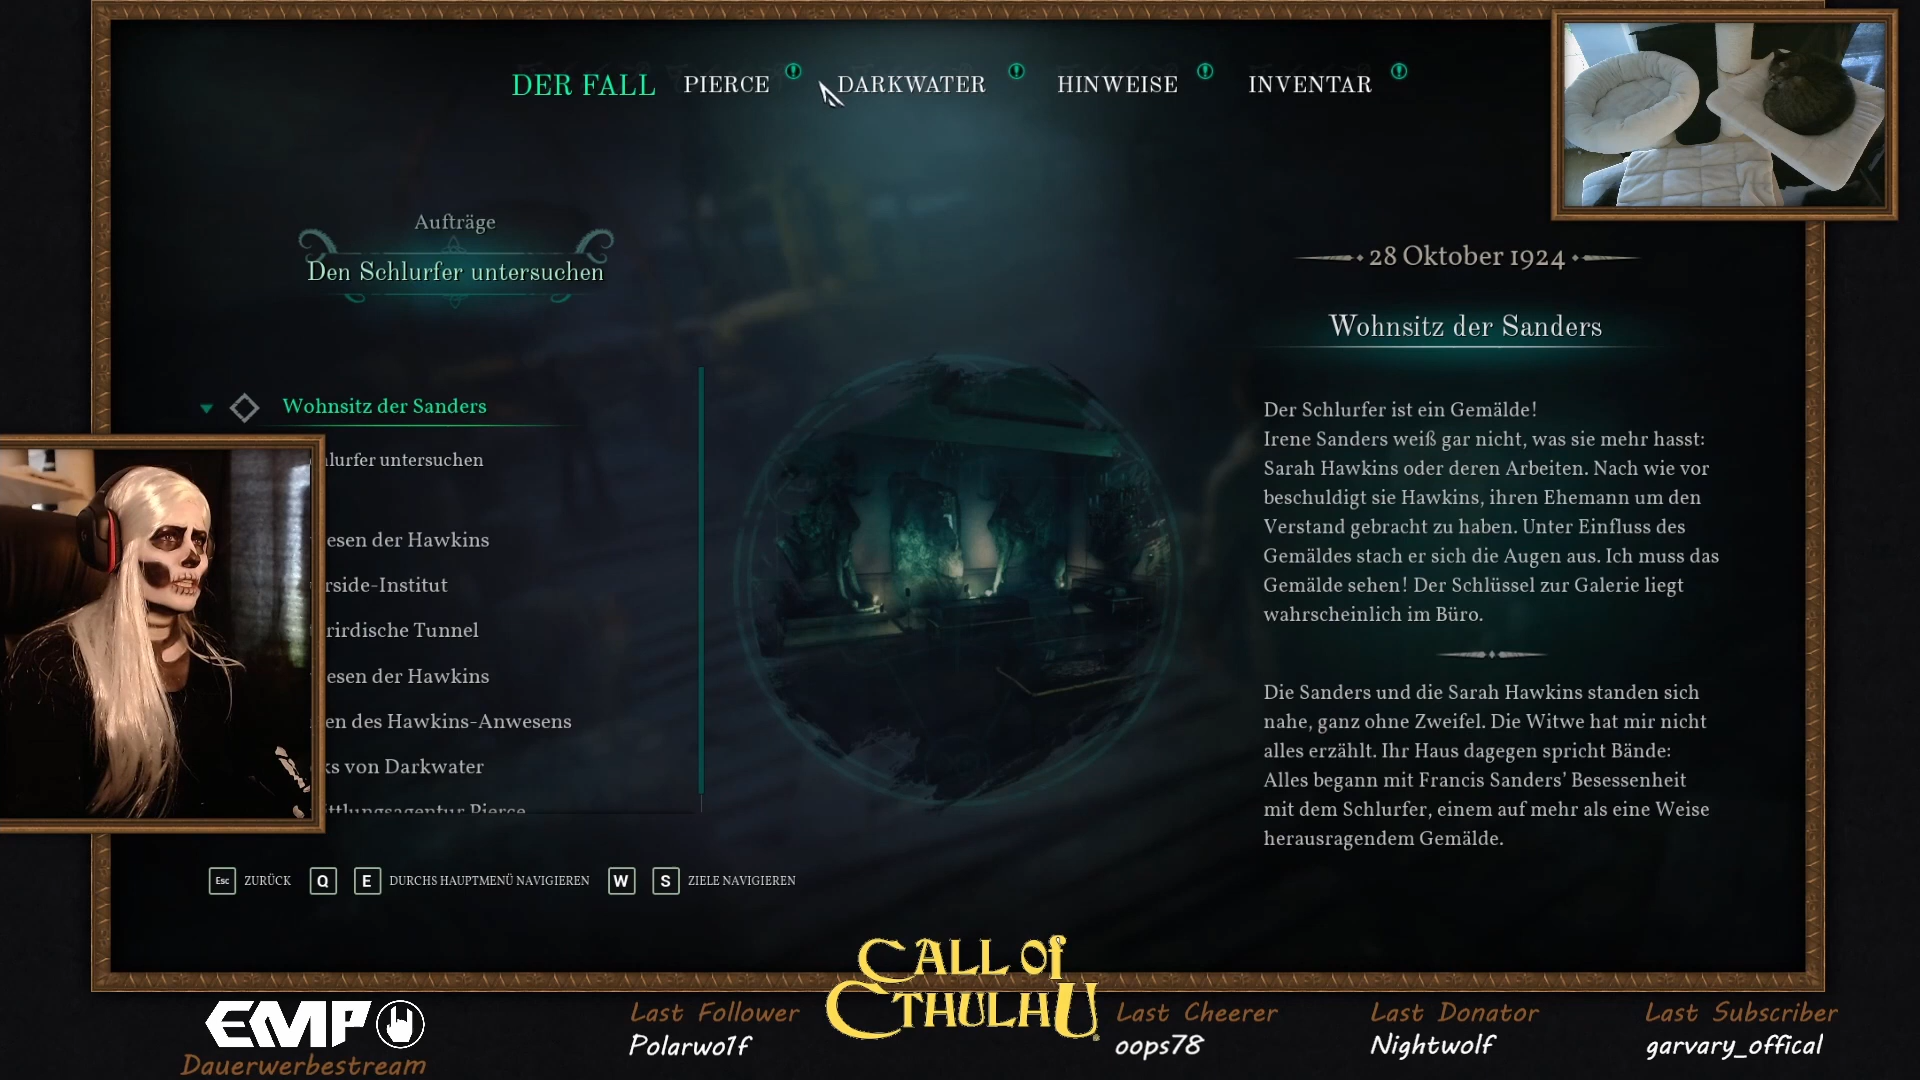 DER FALL PIERCE DARKWATER HINWEISE INVENTAR
Aufträge
Den Schlurfer untersuchen
Wohnsitz der Sanders
untersuchen
der Hawkins
Tunnel
der Hawkins
des Hawkins-Anwesens
von Darkwater
Pierce
28 Oktober 1924
Wohnsitz der Sanders
Der Schlurfer ist ein Gemälde!
Irene Sanders weiß gar nicht, was sie mehr hasst:
Sarah Hawkins oder deren Arbeiten. Nach wie vor
beschuldigt sie Hawkins, ihren Ehemann um den
Verstand gebracht zu haben. Unter Einfluss des
Gemäldes stach er sich die Augen aus. Ich muss das
Gemälde sehen! Der Schlüssel zur Galerie liegt
wahrscheinlich im Büro.
Die Sanders und die Sarah Hawkins standen sich
nahe, ganz ohne Zweifel. Die Witwe hat mir nicht
alles erzählt. Ihr Haus dagegen spricht Bände:
Alles begann mit Francis Sanders’ Besessenheit
mit dem Schlurfer, einem auf mehr als eine Weise
herausragendem Gemälde.
Esc ZURÜCK Q E DURCHS HAUPTMENÜ NAVIGIEREN W S ZIELE NAVIGIEREN
CALL of
CTHULHU
EMP
Dauerwerbestream
Last Follower
Polarwo1f
Last Cheerer
oops78
Last Donator
Nightwolf
Last Subscriber
garvary_offical